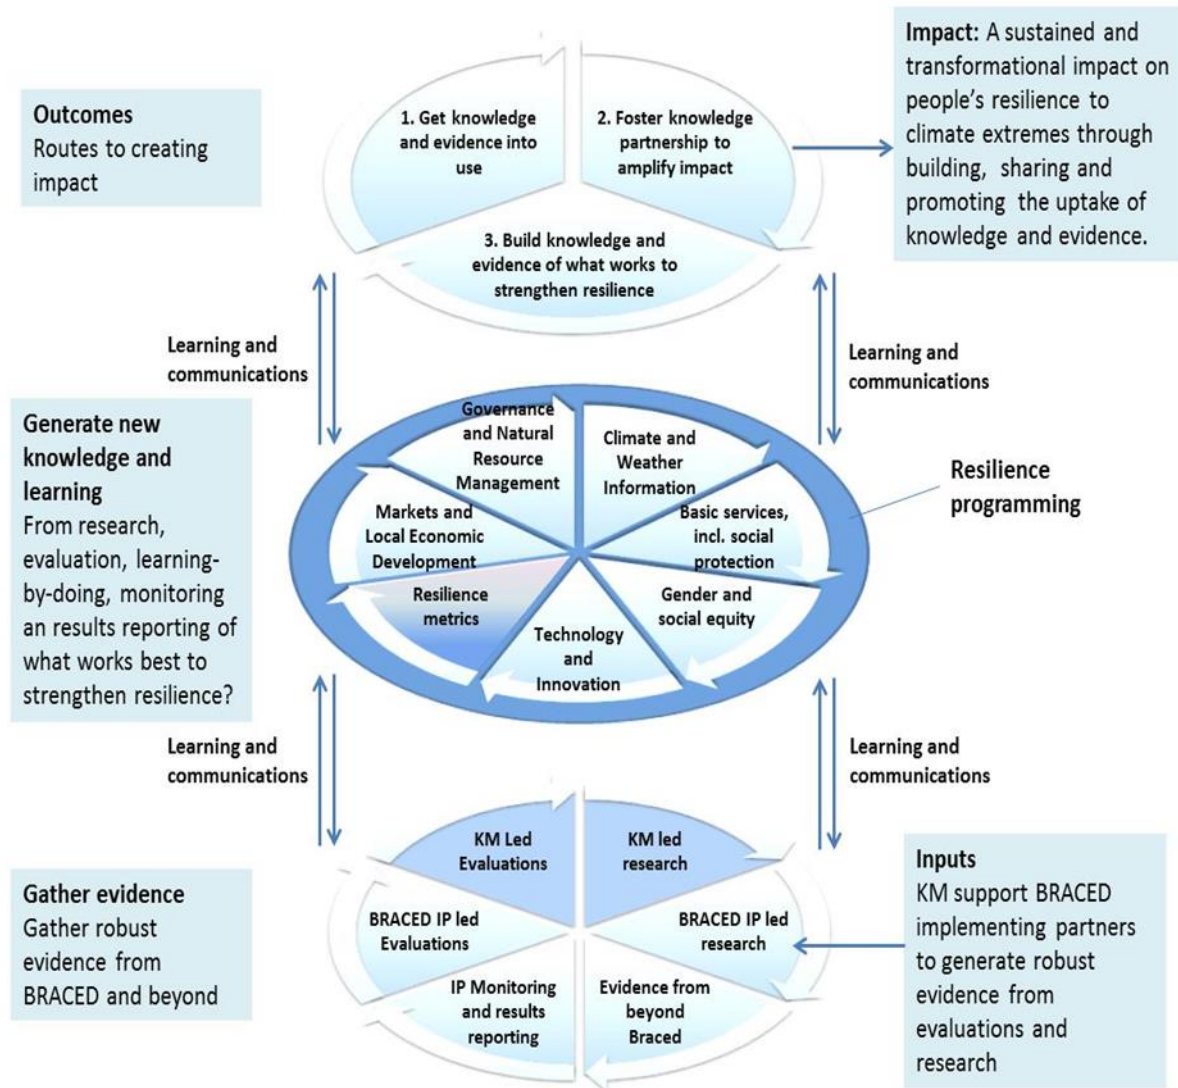 Outcomes
Routes to creating
impact
1. Get knowledge
and evidence into
use
2. Foster knowledge
partnership to
amplify impact
3. Build knowledge and
evidence of what works to
strengthen resilience
Impact: A sustained and
transformational impact on
people's resilience to
climate extremes through
building, sharing and
promoting the uptake of
knowledge and evidence.
Learning and
communications
Learning and
communications
Generate new
knowledge and
learning
From research,
evaluation, learning-
by-doing, monitoring
an results reporting of
what works best to
strengthen resilience?
Governance
and Natural
Resource
Management
Climate and
Weather
Information
Markets and
Local Economic
Development
Basic services,
incl. social
protection
Resilience
metrics
Gender and
social equity
Technology
and
Innovation
Resilience
programming
Learning and
communications
Learning and
communications
Gather evidence
Gather robust
evidence from
BRACED and beyond
KM Led
Evaluations
KM led
research
BRACED IP led
Evaluations
BRACED IP led
research
IP Monitoring
and results
reporting
Evidence from
beyond
Braced
Inputs
KM support BRACED
implementing partners
to generate robust
evidence from
evaluations and
research